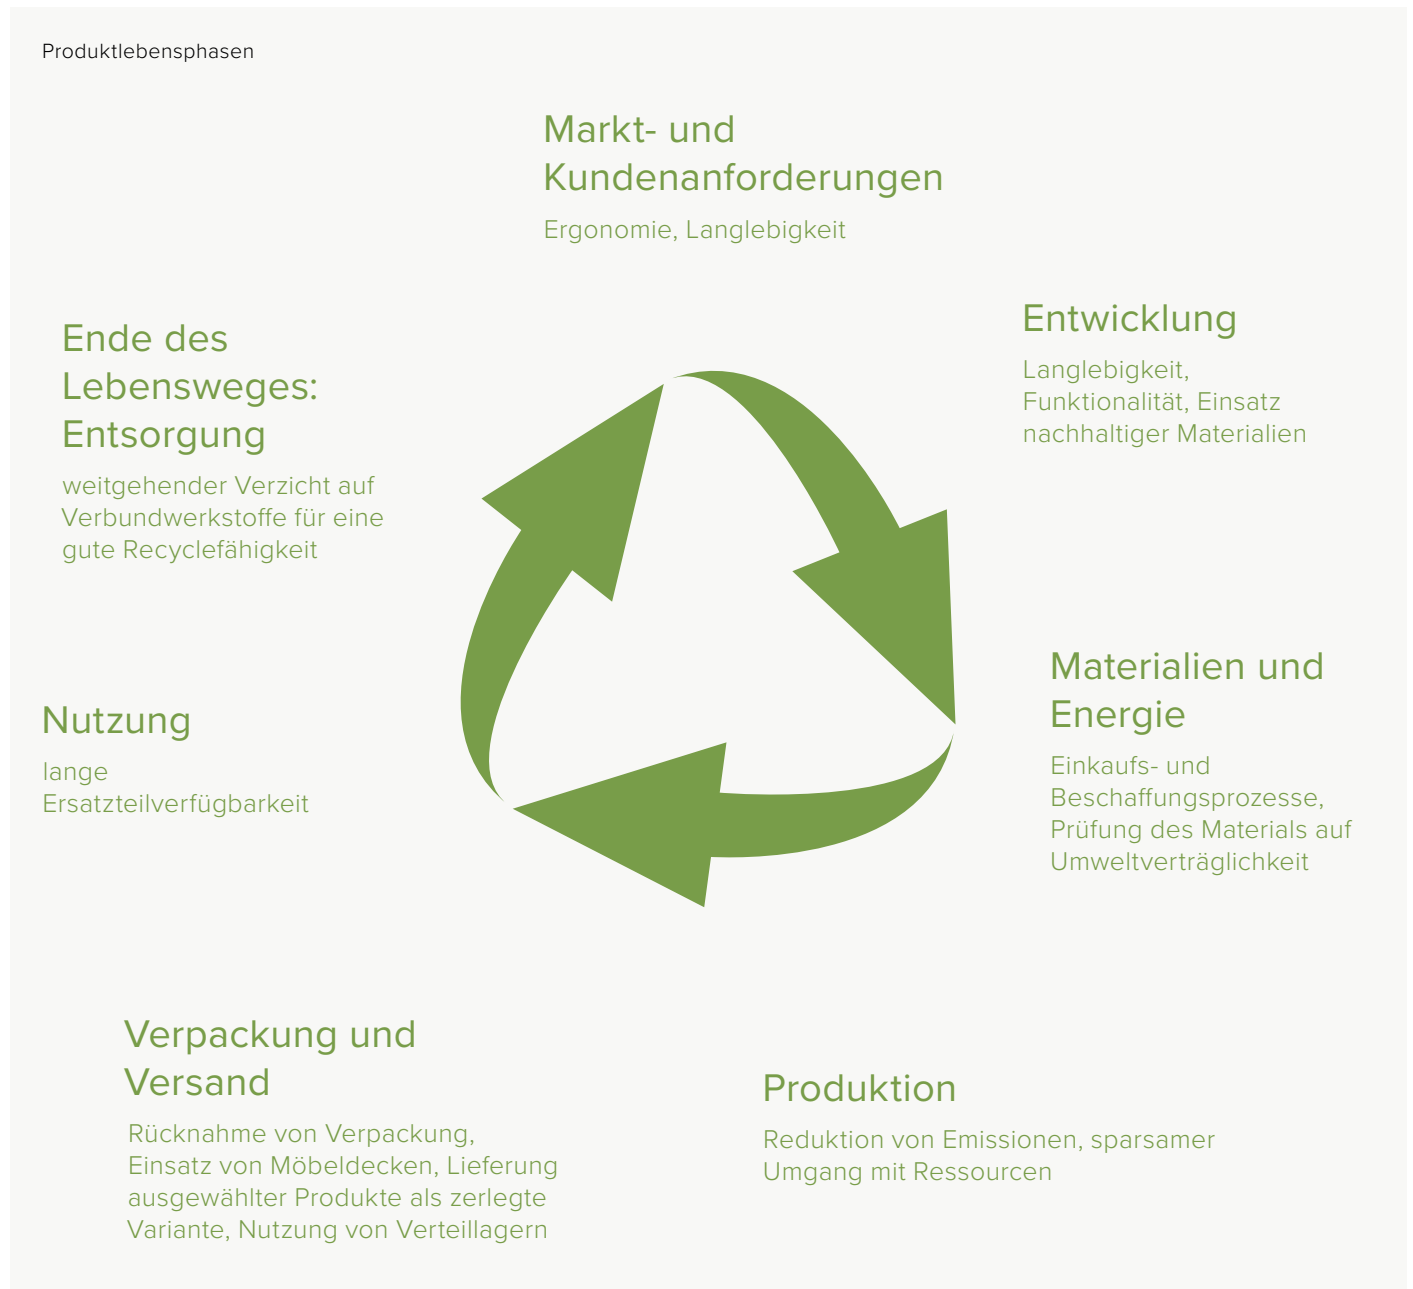 Produktlebensphasen
Markt- und
Kundenanforderungen
Ergonomie, Langlebigkeit
Entwicklung
Langlebigkeit,
Funktionalität, Einsatz
nachhaltiger Materialien
Materialien und
Energie
Einkaufs- und
Beschaffungsprozesse,
Prüfung des Materials auf
Umweltverträglichkeit
Produktion
Reduktion von Emissionen, sparsamer
Umgang mit Ressourcen
Verpackung und
Versand
Rücknahme von Verpackung,
Einsatz von Möbeldecken, Lieferung
ausgewählter Produkte als zerlegte
Variante, Nutzung von Verteillagern
Nutzung
lange
Ersatzteilverfügbarkeit
Ende des
Lebensweges:
Entsorgung
weitgehender Verzicht auf
Verbundwerkstoffe für eine
gute Recyclefähigkeit